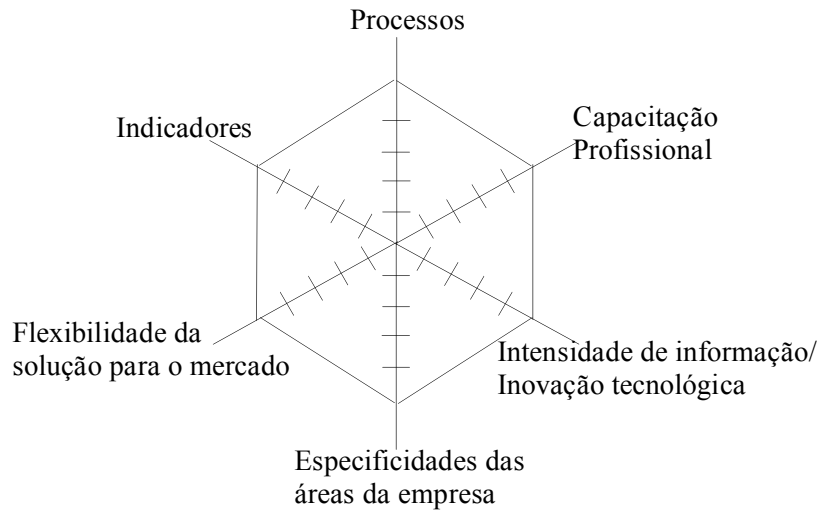 Processos
Indicadores
Capacitação
Profissional
Flexibilidade da
solução para o mercado
Intensidade de informação/
Inovação tecnológica
Especificidades das
áreas da empresa